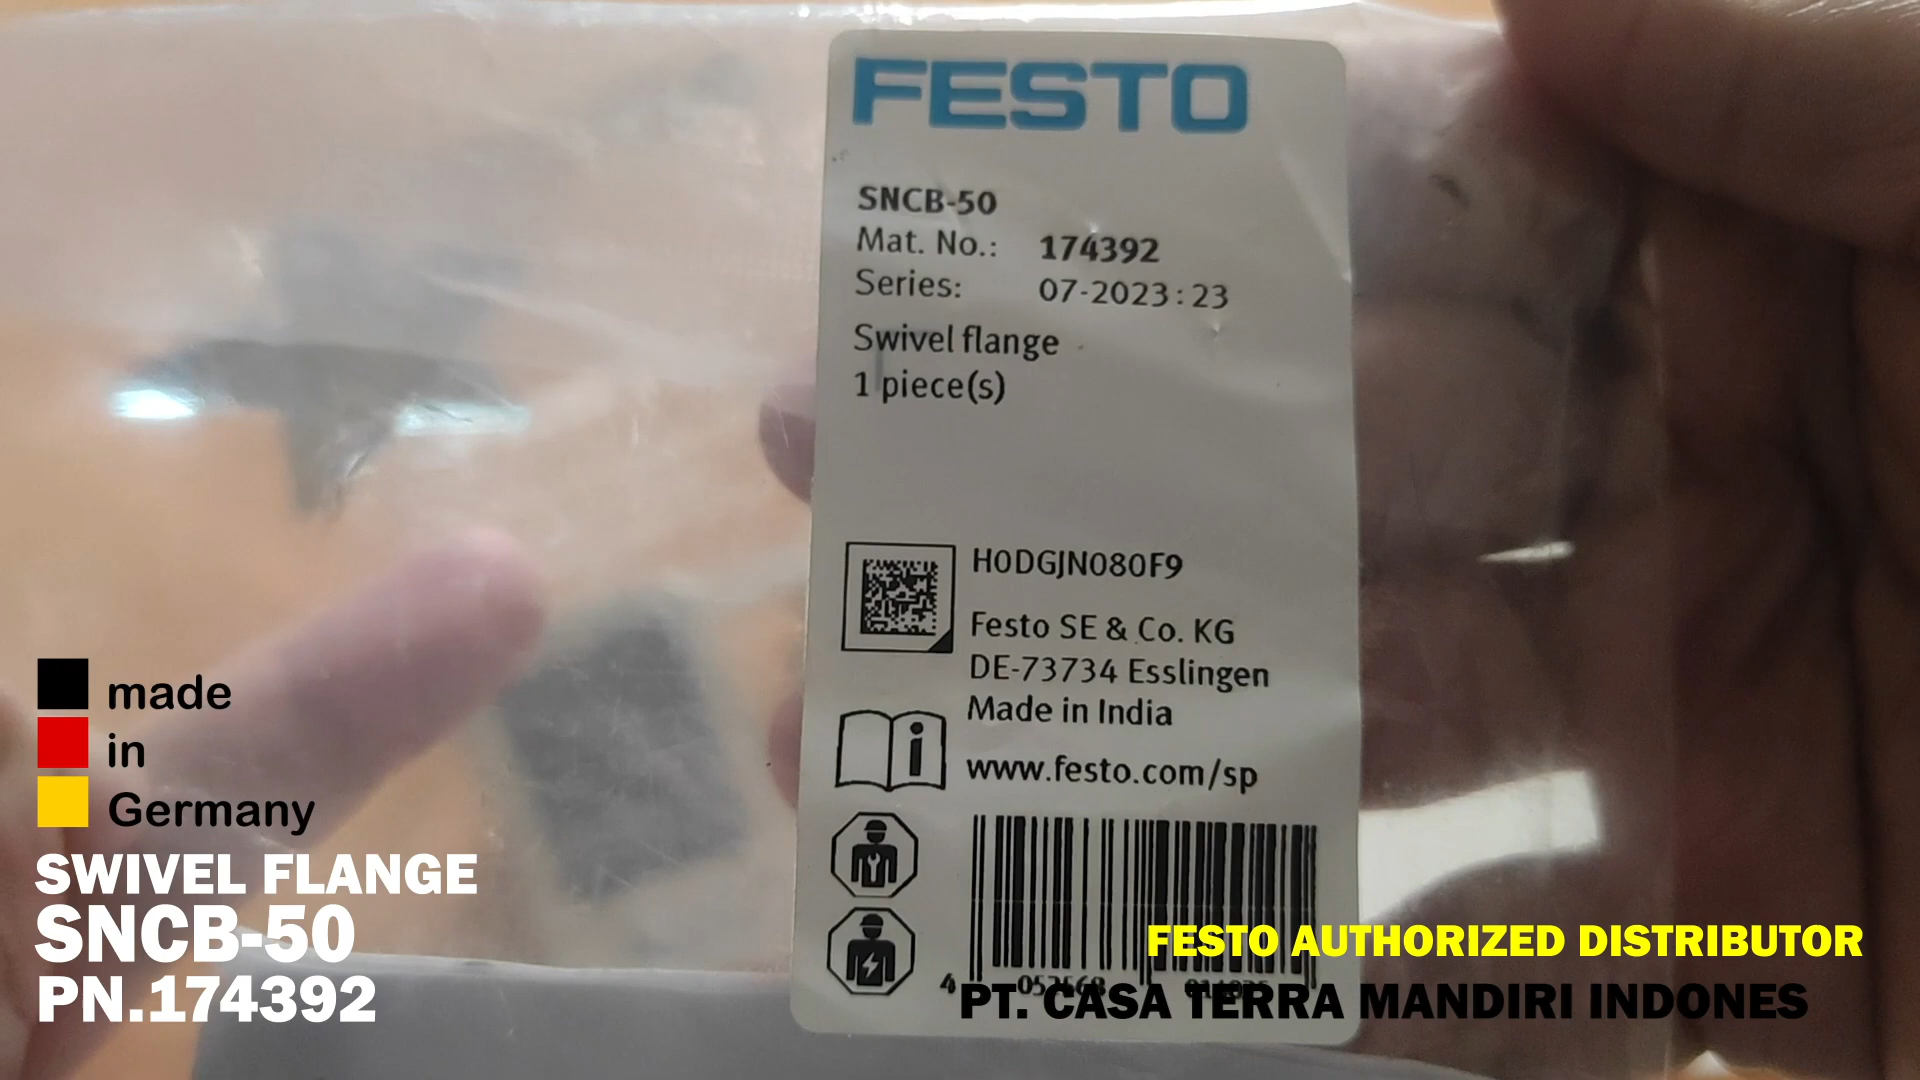 FESTO
SNCB-50
Mat. No.: 174392
Series: 07-2023:23
Swivel flange
1 piece(s)
H0DGJN080F9
Festo SE & Co. KG
DE-73734 Esslingen
Made in India
www.festo.com/sp
4
made
in
Germany
SWIVEL FLANGE
SNCB-50
PN.174392
FESTO AUTHORIZED DISTRIBUTOR
PT. CASA TERRA MANDIRI INDONES